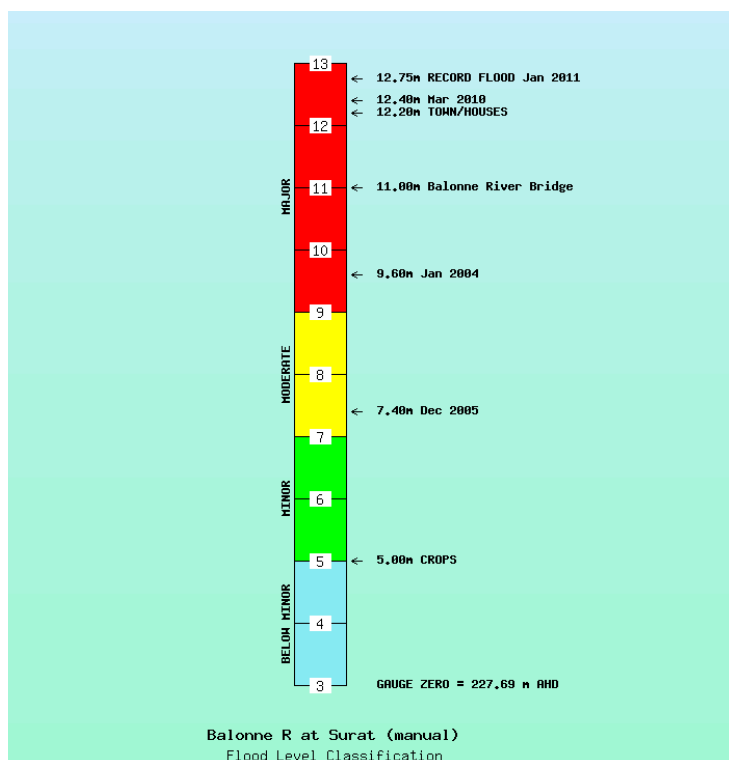 13
12.75m RECORD FLOOD Jan 2011
12.40m Mar 2010
12.20m TOWN/HOUSES
12
MAJOR
11
11.00m Balonne River Bridge
10
9.60m Jan 2004
9
MODERATE
8
7.40m Dec 2005
7
MINOR
6
5
5.00m CROPS
BELOW MINOR
4
3
GAUGE ZERO = 227.69 m AHD
Balonne R at Surat (manual)
Flood Level Classification